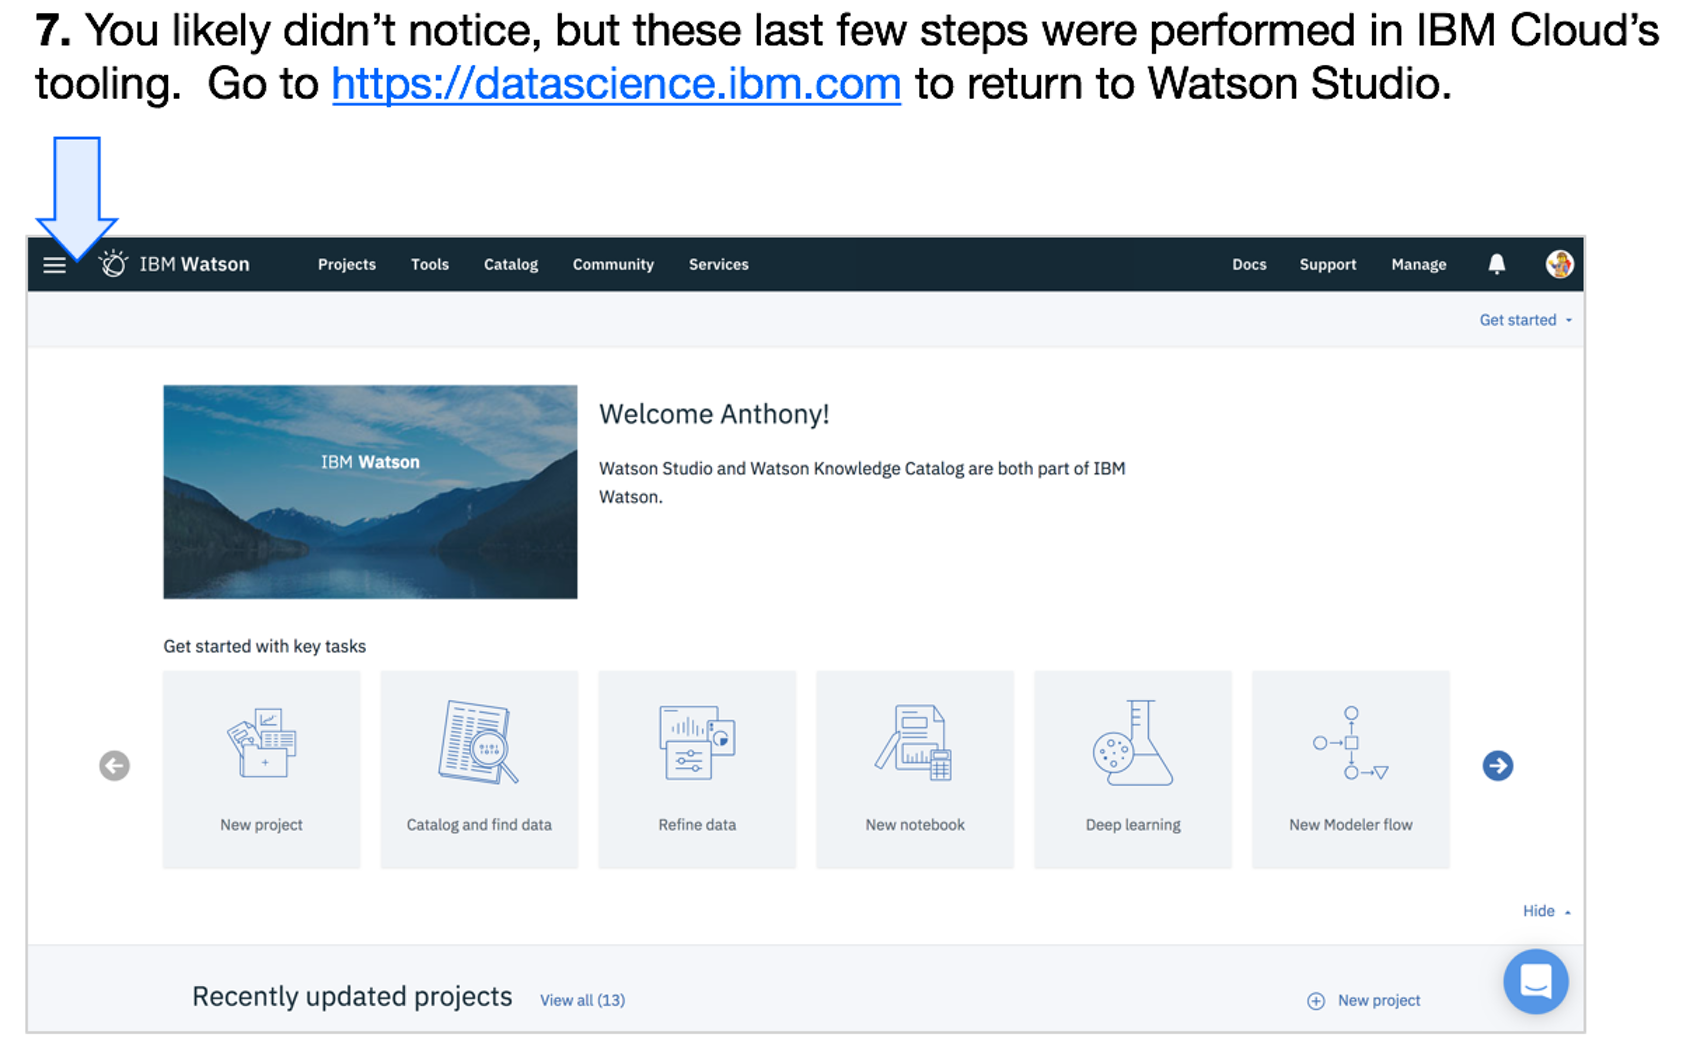 7. You likely didn’t notice, but these last few steps were performed in IBM Cloud’s
tooling.  Go to https://datascience.ibm.com to return to Watson Studio.
IBM Watson Projects Tools Catalog Community Services Docs Support Manage
Get started
IBM Watson
Welcome Anthony!
Watson Studio and Watson Knowledge Catalog are both part of IBM
Watson.
Get started with key tasks
New project Catalog and find data Refine data New notebook Deep learning New Modeler flow
Hide
Recently updated projects View all (13) New project